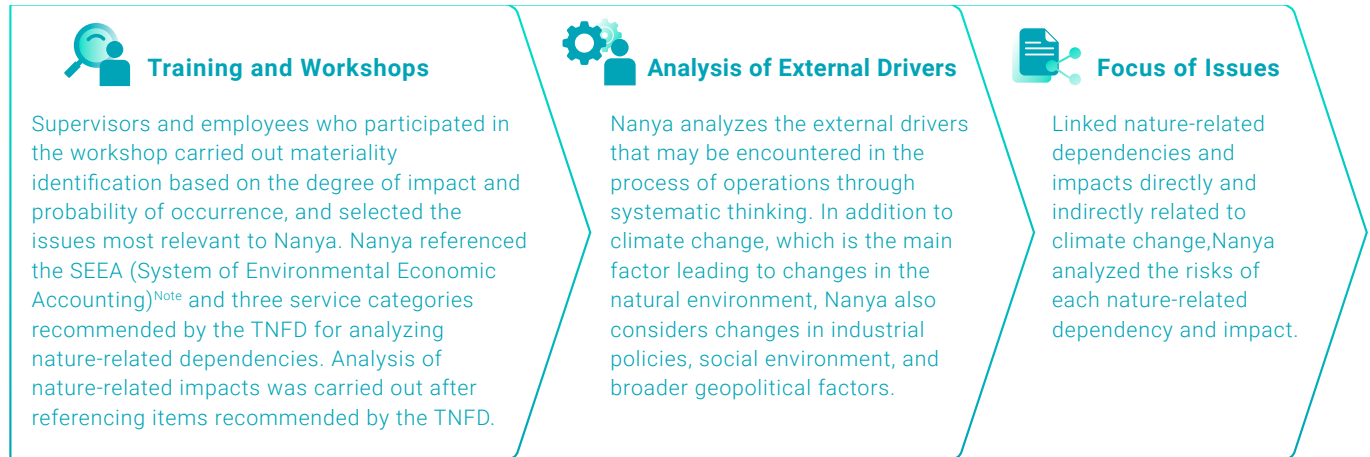 Training and Workshops
Supervisors and employees who participated in
the workshop carried out materiality
identification based on the degree of impact and
probability of occurrence, and selected the
issues most relevant to Nanya. Nanya referenced
the SEEA (System of Environmental Economic
Accounting)Note and three service categories
recommended by the TNFD for analyzing
nature-related dependencies. Analysis of
nature-related impacts was carried out after
referencing items recommended by the TNFD.
Analysis of External Drivers
Nanya analyzes the external drivers
that may be encountered in the
process of operations through
systematic thinking. In addition to
climate change, which is the main
factor leading to changes in the
natural environment, Nanya also
considers changes in industrial
policies, social environment, and
broader geopolitical factors.
Focus of Issues
Linked nature-related
dependencies and
impacts directly and
indirectly related to
climate change,Nanya
analyzed the risks of
each nature-related
dependency and impact.